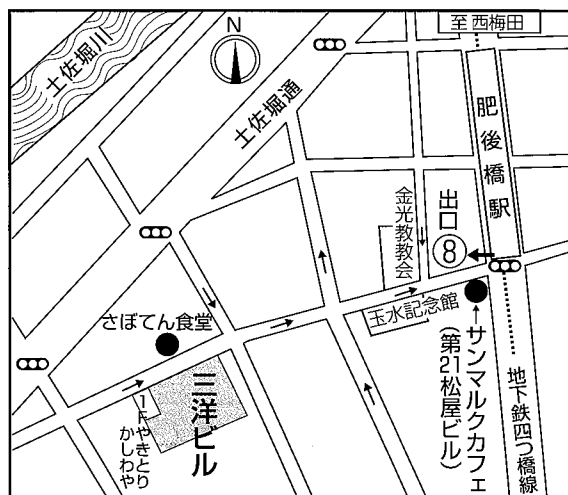 至 西梅田
N
土佐堀川
土佐堀通
肥後橋駅
出口
⑧
金光教教会
玉水記念館
さぼてん食堂
サンマルクカフェ
(第21松屋ビル)
地下鉄四つ橋線
三洋ビル
1Fやきとり
かしわや